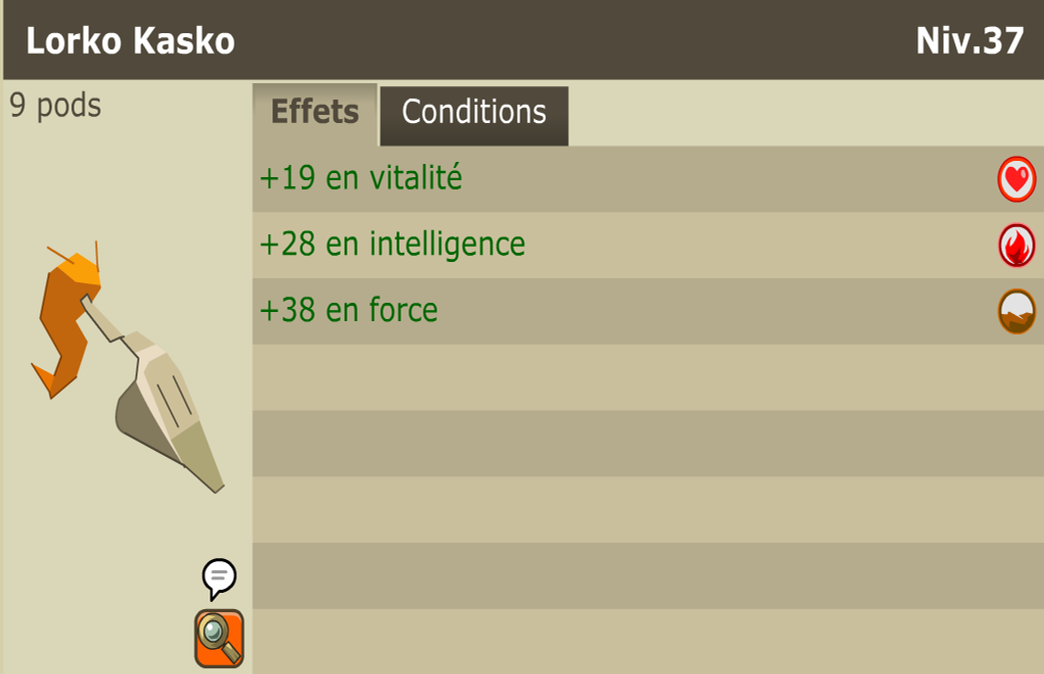 Lorko Kasko Niv.37
9 pods
Effets Conditions
+19 en vitalité
+28 en intelligence
+38 en force